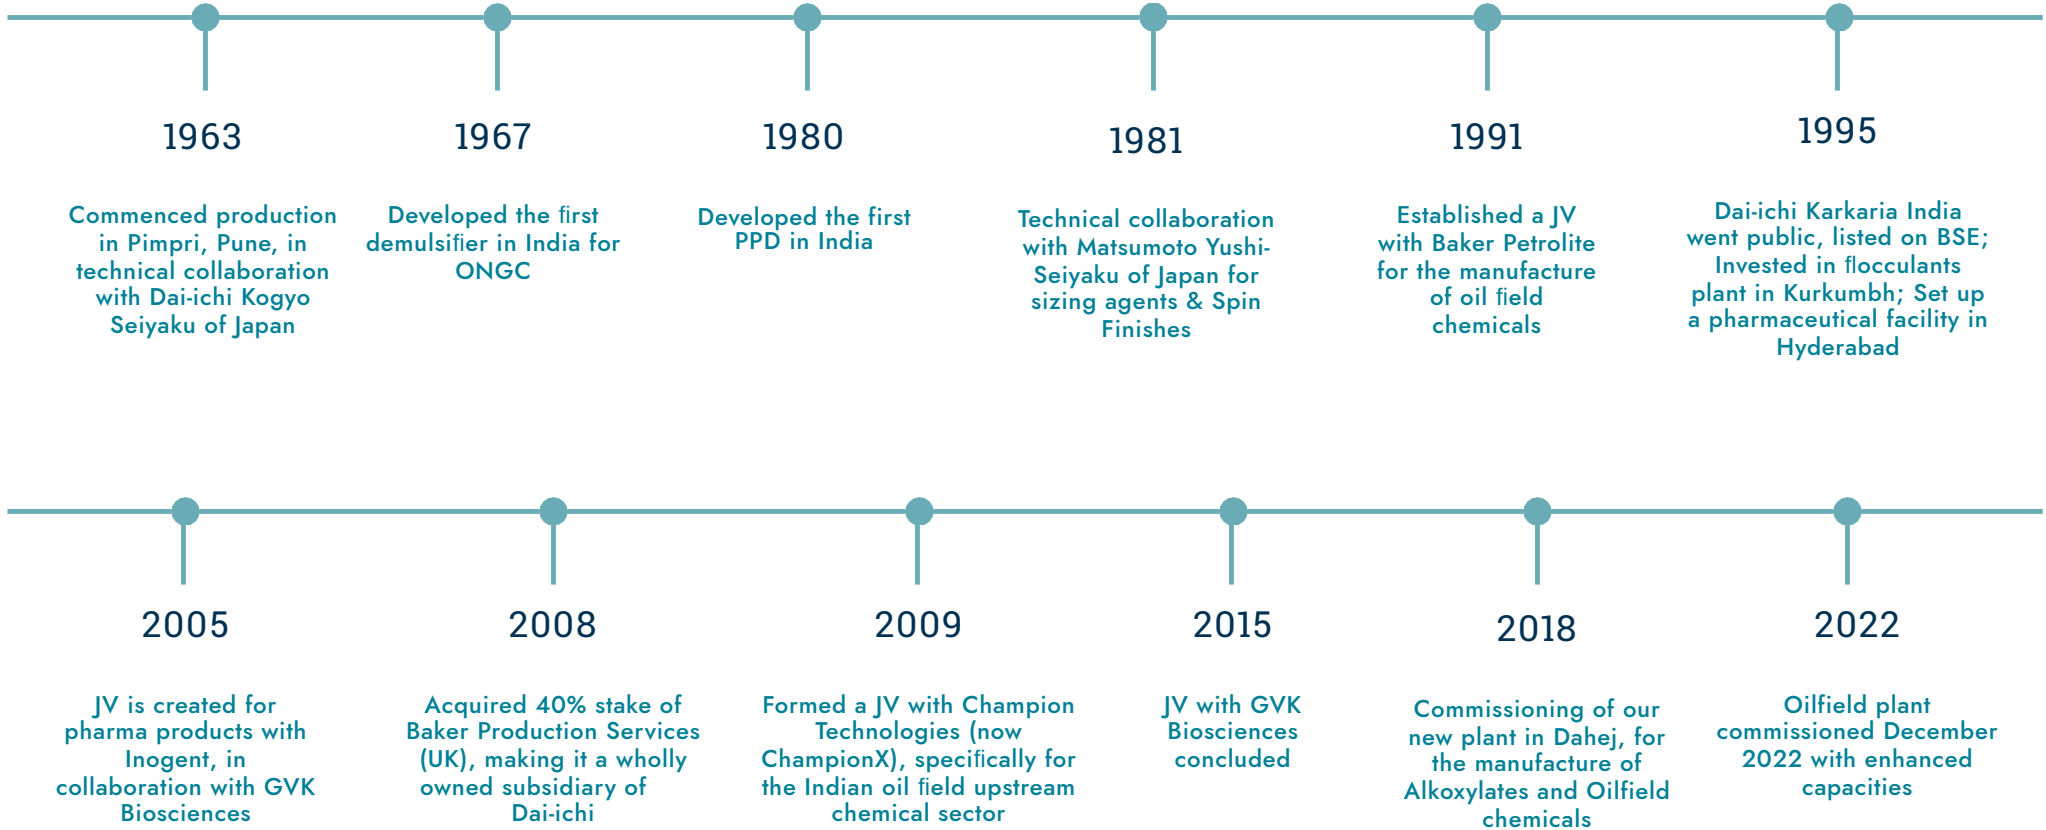 1963
Commenced production
in Pimpri, Pune, in
technical collaboration
with Dai-ichi Kogyo
Seiyaku of Japan
1967
Developed the first
demulsifier in India for
ONGC
1980
Developed the first
PPD in India
1981
Technical collaboration
with Matsumoto Yushi-
Seiyaku of Japan for
sizing agents & Spin
Finishes
1991
Established a JV
with Baker Petrolite
for the manufacture
of oil field
chemicals
1995
Dai-ichi Karkaria India
went public, listed on BSE;
Invested in flocculants
plant in Kurkumbh; Set up
a pharmaceutical facility in
Hyderabad
2005
JV is created for
pharma products with
Inogent, in
collaboration with GVK
Biosciences
2008
Acquired 40% stake of
Baker Production Services
(UK), making it a wholly
owned subsidiary of
Dai-ichi
2009
Formed a JV with Champion
Technologies (now
ChampionX), specifically for
the Indian oil field upstream
chemical sector
2015
JV with GVK
Biosciences
concluded
2018
Commissioning of our
new plant in Dahej, for
the manufacture of
Alkoxylates and Oilfield
chemicals
2022
Oilfield plant
commissioned December
2022 with enhanced
capacities